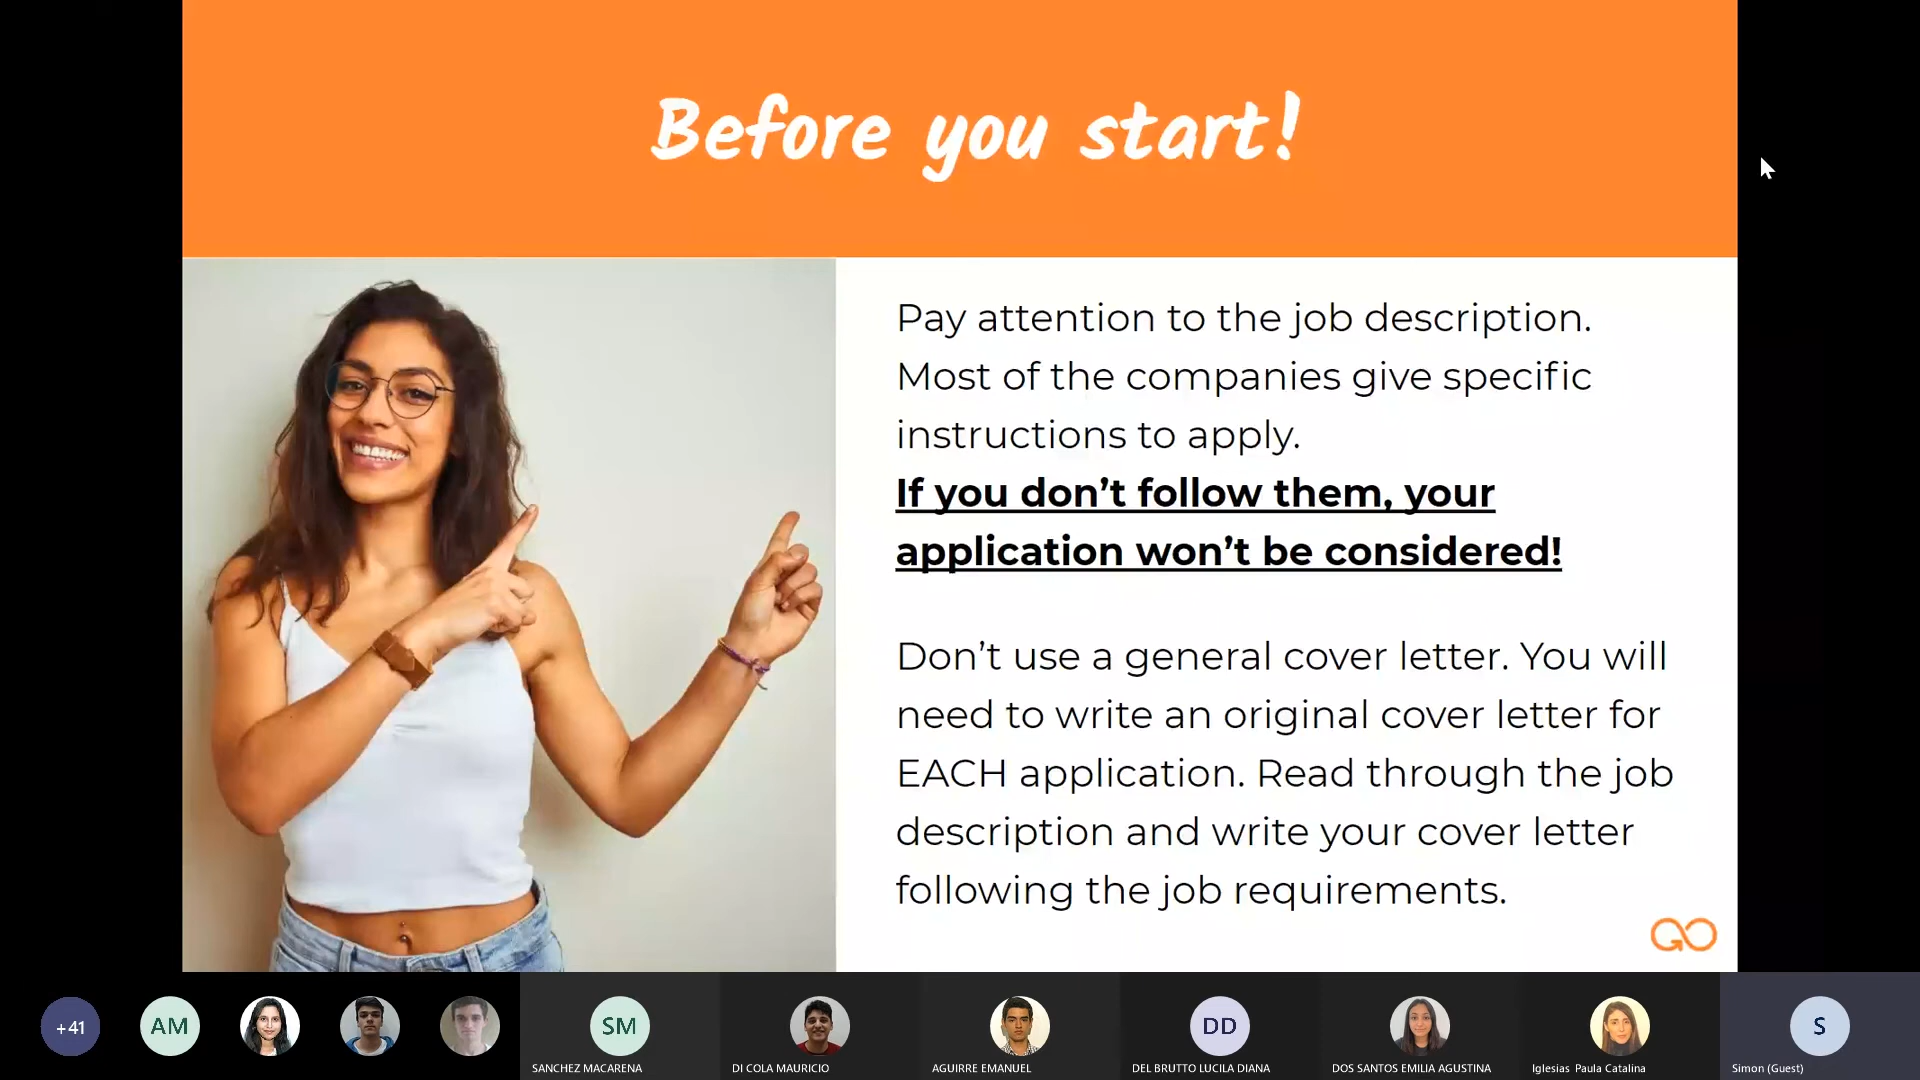 Before you start!
Pay attention to the job description.
Most of the companies give specific
instructions to apply.
If you don’t follow them, your
application won’t be considered!
Don’t use a general cover letter. You will
need to write an original cover letter for
EACH application. Read through the job
description and write your cover letter
following the job requirements.
GO
+41
AM
SM
DD
S
SANCHEZ MACARENA
DI COLA MAURICIO
AGUIRRE EMANUEL
DEL BRUTTO LUCILA DIANA
DOS SANTOS EMILIA AGUSTINA
Iglesias Paula Catalina
Simon (Guest)